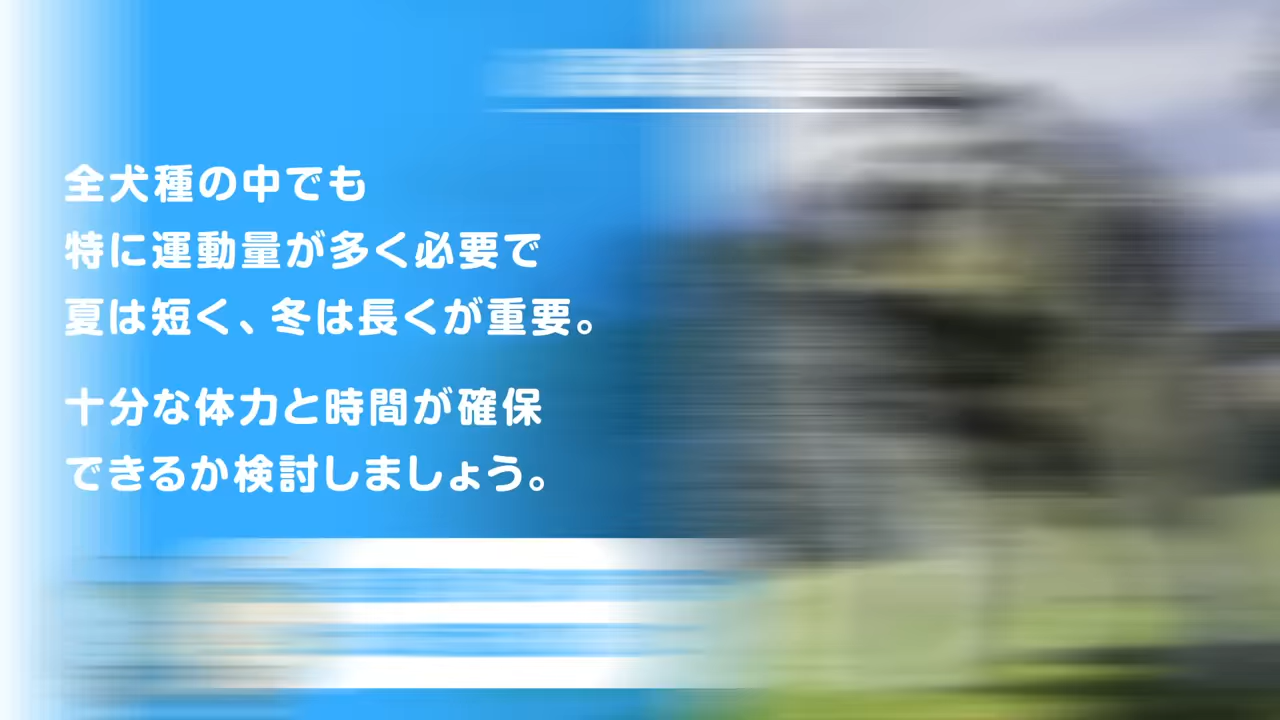 全犬種の中でも
特に運動量が多く必要で
夏は短く、冬は長くが重要。
十分な体力と時間が確保
できるか検討しましょう。